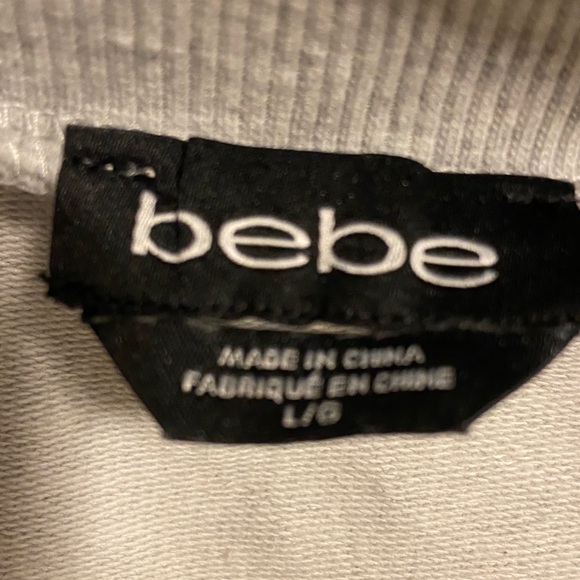 bebe
MADE IN CHINA
FABRIQUÉ EN CHINE
L/G